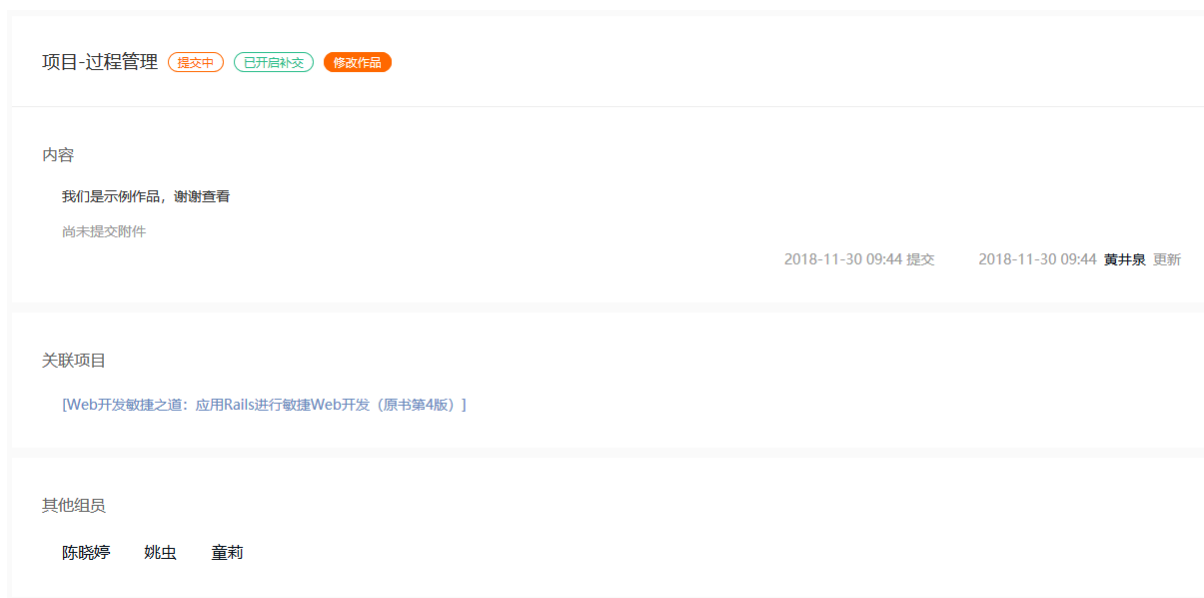 项目-过程管理 提交中 已开启补交 修改作品
内容
我们是示例作品，谢谢查看
尚未提交附件
2018-11-30 09:44 提交 2018-11-30 09:44 黄井泉 更新
关联项目
[Web开发敏捷之道：应用Rails进行敏捷Web开发（原书第4版）]
其他组员
陈晓婷 姚虫 童莉